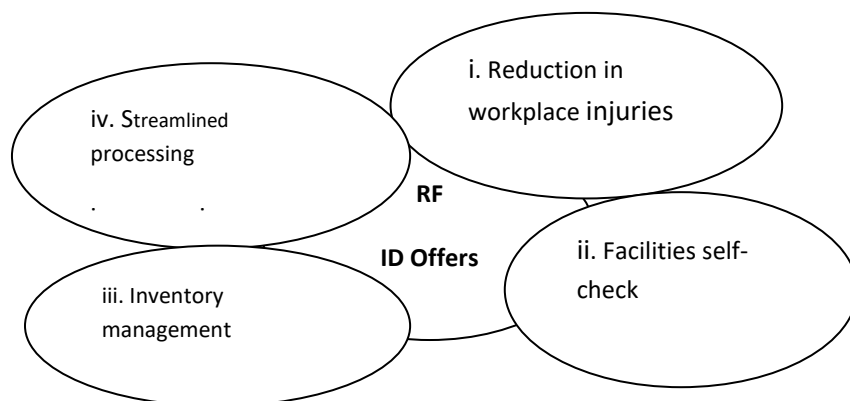 i. Reduction in
workplace injuries
iv. Streamlined
processing
. .
RF
ID Offers
ii. Facilities self-
check
iii. Inventory
management